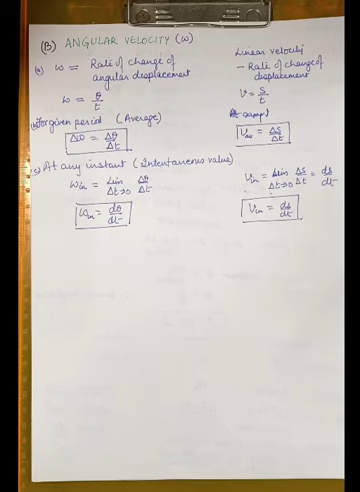 (B) ANGULAR VELOCITY (ω)
(a) ω = Rate of change of angular displacement
ω = θ/t
Linear velocity
- Rate of change of displacement
v = s/t
(b) For given period (Average)
Δω = Δθ/Δt
Vav = Δs/Δt
(c) At any instant (Intentaneous value)
ωin = Lim Δt→0 Δθ/Δt
ωin = dθ/dt
Vin = Lim Δt→0 Δs/Δt = ds/dt
Vin = ds/dt